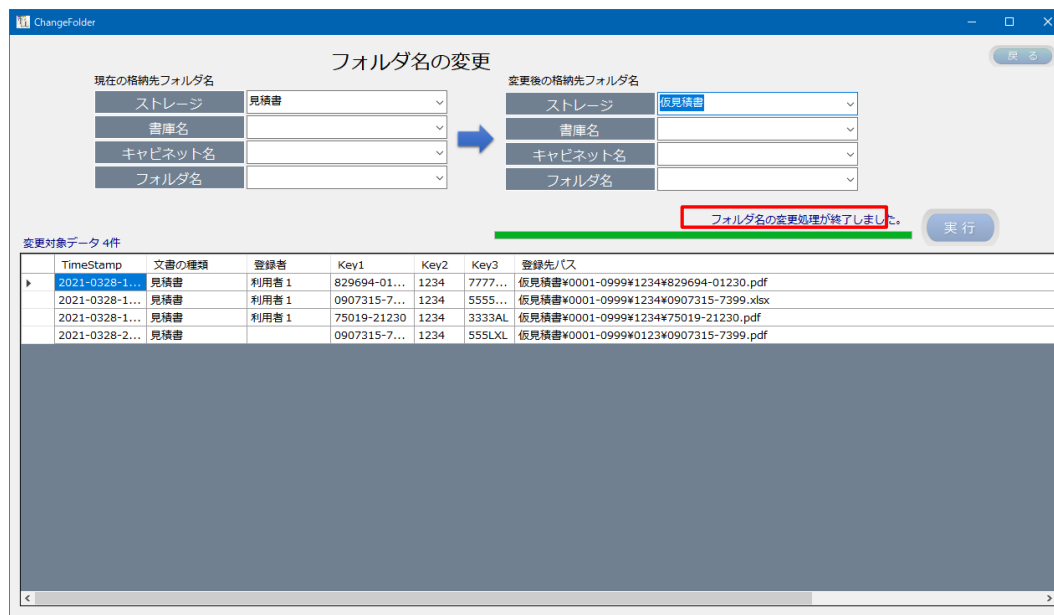 ChangeFolder
フォルダ名の変更
戻る
現在の格納先フォルダ名
変更後の格納先フォルダ名
ストレージ 見積書
ストレージ 仮見積書
書庫名
書庫名
キャビネット名
キャビネット名
フォルダ名
フォルダ名
フォルダ名の変更処理が終了しました。
実行
変更対象データ 4件
TimeStamp 文書の種類 登録者 Key1 Key2 Key3 登録先パス
2021-0328-1... 見積書 利用者1 829694-01... 1234 7777... 仮見積書¥0001-0999¥1234¥829694-01230.pdf
2021-0328-1... 見積書 利用者1 0907315-7... 1234 5555... 仮見積書¥0001-0999¥1234¥0907315-7399.xlsx
2021-0328-1... 見積書 利用者1 75019-21230 1234 3333AL 仮見積書¥0001-0999¥1234¥75019-21230.pdf
2021-0328-2... 見積書 0907315-7... 1234 555LXL 仮見積書¥0001-0999¥0123¥0907315-7399.pdf